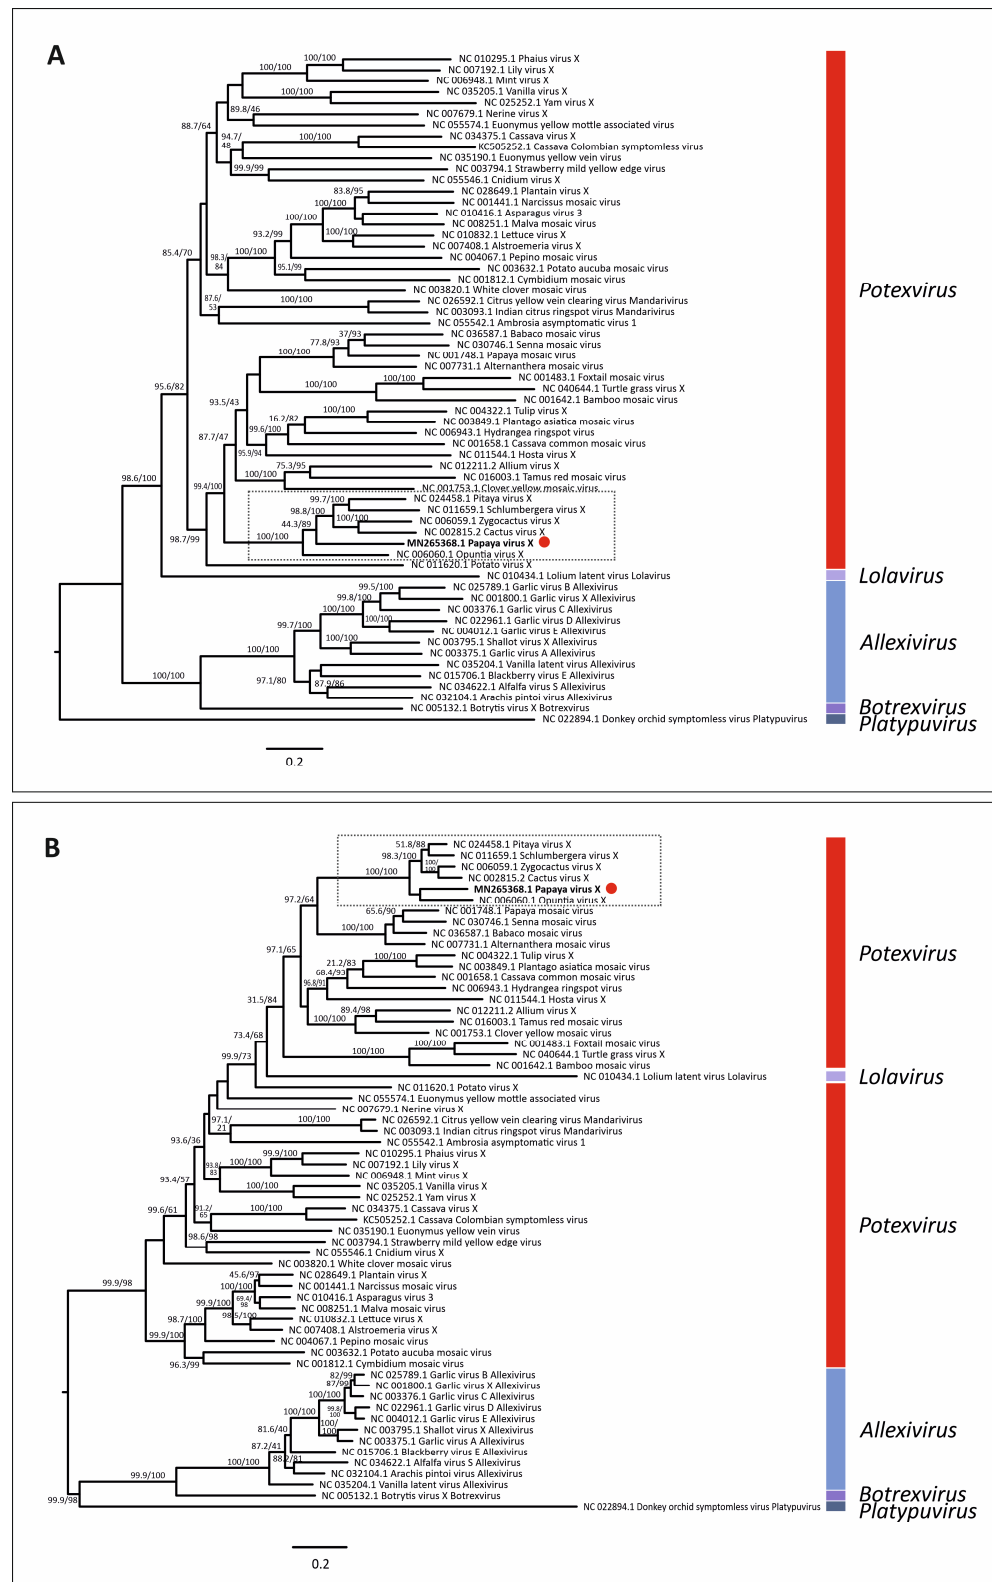 A
100/100 NC 010295.1 Phaius virus X
100/100 NC 007192.1 Lily virus X
NC 006948.1 Mint virus X
NC 035205.1 Vanilla virus X
100/100 NC 025252.1 Yam virus X
89.8/46 NC 007679.1 Nerine virus X
88.7/64 NC 055574.1 Euonymus yellow mottle associated virus
94.7/48 100/100 NC 034375.1 Cassava virus X
KC505252.1 Cassava Colombian symptomless virus
NC 035190.1 Euonymus yellow vein virus
99.9/99 NC 003794.1 Strawberry mild yellow edge virus
NC 055546.1 Cnidium virus X
83.8/95 NC 028649.1 Plantain virus X
NC 001441.1 Narcissus mosaic virus
100/100 NC 010416.1 Asparagus virus 3
100/100 NC 008251.1 Malva mosaic virus
93.2/99 100/100 NC 010832.1 Lettuce virus X
NC 007408.1 Alstroemeria virus X
85.4/70 98.3/84 100/100 NC 004067.1 Pepino mosaic virus
95.1/99 NC 003632.1 Potato aucuba mosaic virus
NC 001812.1 Cymbidium mosaic virus
NC 003820.1 White clover mosaic virus
Potexvirus
87.6/53 100/100 NC 026592.1 Citrus yellow vein clearing virus Mandarivirus
NC 003093.1 Indian citrus ringspot virus Mandarivirus
NC 055542.1 Ambrosia asymptomatic virus 1
37/93 NC 036587.1 Babaco mosaic virus
77.8/93 NC 030746.1 Senna mosaic virus
100/100 NC 001748.1 Papaya mosaic virus
NC 007731.1 Alternanthera mosaic virus
100/100 NC 001483.1 Foxtail mosaic virus
95.6/82 100/100 NC 040644.1 Turtle grass virus X
93.5/43 NC 001642.1 Bamboo mosaic virus
100/100 NC 004322.1 Tulip virus X
16.2/82 NC 003849.1 Plantago asiatica mosaic virus
87.7/47 99.6/100 NC 006943.1 Hydrangea ringspot virus
NC 001658.1 Cassava common mosaic virus
95.9/94 NC 011544.1 Hosta virus X
75.3/95 NC 012211.2 Allium virus X
98.6/100 100/100 NC 016003.1 Tamus red mosaic virus
99.4/100 NC 001753.1 Clover yellow mosaic virus
99.7/100 NC 024458.1 Pitaya virus X
98.8/100 NC 011659.1 Schlumbergera virus X
44.3/89 100/100 NC 006059.1 Zygocactus virus X
NC 002815.2 Cactus virus X
98.7/99 100/100 MN265368.1 Papaya virus X
NC 006060.1 Opuntia virus X
NC 011620.1 Potato virus X
NC 010434.1 Lolium latent virus Lolavirus
Lolavirus
99.5/100 NC 025789.1 Garlic virus B Allexivirus
99.8/100 NC 001800.1 Garlic virus X Allexivirus
100/100 NC 003376.1 Garlic virus C Allexivirus
99.7/100 100/100 NC 022961.1 Garlic virus D Allexivirus
NC 004012.1 Garlic virus E Allexivirus
100/100 NC 003795.1 Shallot virus X Allexivirus
100/100 NC 003375.1 Garlic virus A Allexivirus
Allexivirus
NC 035204.1 Vanilla latent virus Allexivirus
100/100 97.1/80 NC 015706.1 Blackberry virus E Allexivirus
87.9/86 NC 034622.1 Alfalfa virus S Allexivirus
NC 032104.1 Arachis pintoi virus Allexivirus
NC 005132.1 Botrytis virus X Botrexvirus
Botrexvirus
NC 022894.1 Donkey orchid symptomless virus Platypuvirus
Platypuvirus
0.2
B
51.8/88 NC 024458.1 Pitaya virus X
98.3/100 NC 011659.1 Schlumbergera virus X
100/100 NC 006059.1 Zygocactus virus X
100/100 NC 002815.2 Cactus virus X
MN265368.1 Papaya virus X
97.2/64 NC 006060.1 Opuntia virus X
65.6/90 NC 001748.1 Papaya mosaic virus
NC 030746.1 Senna mosaic virus
100/100 NC 036587.1 Babaco mosaic virus
97.1/65 NC 007731.1 Alternanthera mosaic virus
100/100 NC 004322.1 Tulip virus X
Potexvirus
21.2/83 NC 003849.1 Plantago asiatica mosaic virus
68.4/93 NC 001658.1 Cassava common mosaic virus
96.8/91 NC 006943.1 Hydrangea ringspot virus
31.5/84 NC 011544.1 Hosta virus X
89.4/98 NC 012211.2 Allium virus X
100/100 NC 016003.1 Tamus red mosaic virus
73.4/68 NC 001753.1 Clover yellow mosaic virus
100/100 NC 001483.1 Foxtail mosaic virus
99.9/73 100/100 NC 040644.1 Turtle grass virus X
NC 001642.1 Bamboo mosaic virus
NC 010434.1 Lolium latent virus Lolavirus
Lolavirus
NC 011620.1 Potato virus X
NC 055574.1 Euonymus yellow mottle associated virus
NC 007679.1 Nerine virus X
97.1/21 100/100 NC 026592.1 Citrus yellow vein clearing virus Mandarivirus
NC 003093.1 Indian citrus ringspot virus Mandarivirus
93.6/36 NC 055542.1 Ambrosia asymptomatic virus 1
99.9/100 NC 010295.1 Phaius virus X
93.8/83 100/100 NC 007192.1 Lily virus X
NC 006948.1 Mint virus X
93.4/57 100/100 NC 035205.1 Vanilla virus X
NC 025252.1 Yam virus X
99.6/61 91.2/65 100/100 NC 034375.1 Cassava virus X
KC505252.1 Cassava Colombian symptomless virus
Potexvirus
NC 035190.1 Euonymus yellow vein virus
98.6/98 NC 003794.1 Strawberry mild yellow edge virus
NC 055546.1 Cnidium virus X
NC 003820.1 White clover mosaic virus
99.9/98 45.6/97 NC 028649.1 Plantain virus X
100/100 NC 001441.1 Narcissus mosaic virus
99.9/100 69.4/98 NC 010416.1 Asparagus virus 3
NC 008251.1 Malva mosaic virus
98.7/100 98.5/100 NC 010832.1 Lettuce virus X
NC 007408.1 Alstroemeria virus X
99.9/100 NC 004067.1 Pepino mosaic virus
NC 003632.1 Potato aucuba mosaic virus
96.3/99 NC 001812.1 Cymbidium mosaic virus
82/99 NC 025789.1 Garlic virus B Allexivirus
87/99 NC 001800.1 Garlic virus X Allexivirus
100/100 NC 003376.1 Garlic virus C Allexivirus
99.8/100 NC 022961.1 Garlic virus D Allexivirus
100/100 NC 004012.1 Garlic virus E Allexivirus
81.6/40 100/100 NC 003795.1 Shallot virus X Allexivirus
Allexivirus
NC 003375.1 Garlic virus A Allexivirus
87.2/41 NC 015706.1 Blackberry virus E Allexivirus
100/100 88.2/81 NC 034622.1 Alfalfa virus S Allexivirus
99.9/100 NC 032104.1 Arachis pintoi virus Allexivirus
NC 035204.1 Vanilla latent virus Allexivirus
NC 005132.1 Botrytis virus X Botrexvirus
Botrexvirus
99.9/98 NC 022894.1 Donkey orchid symptomless virus Platypuvirus
Platypuvirus
0.2